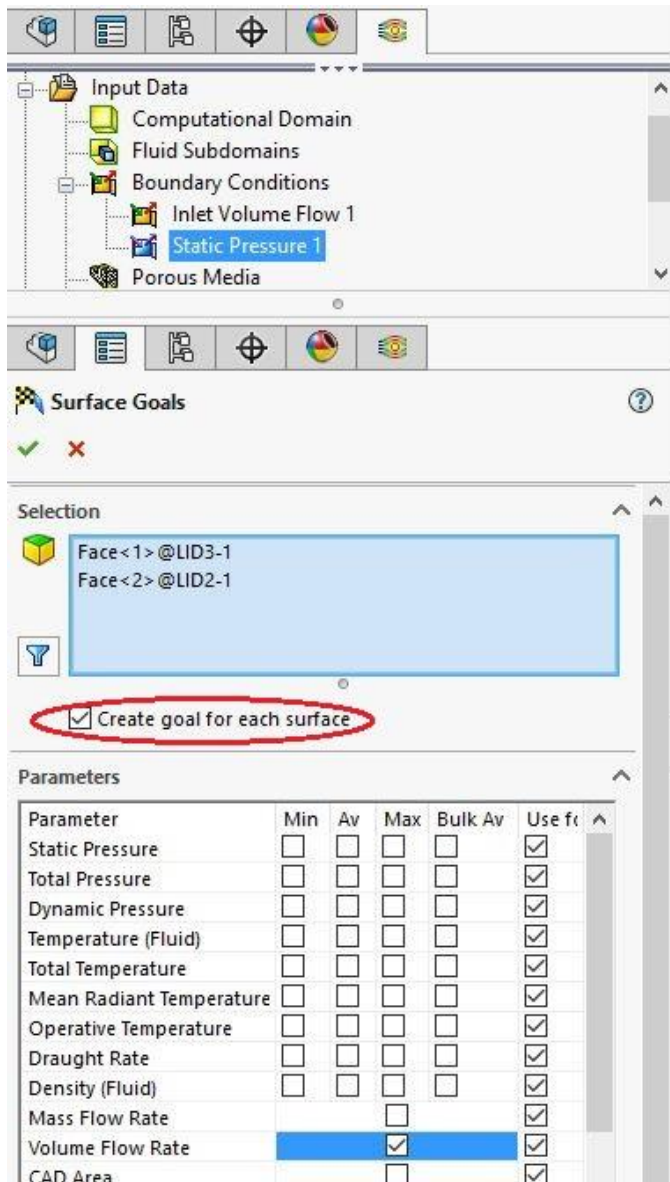 Input Data
Computational Domain
Fluid Subdomains
Boundary Conditions
Inlet Volume Flow 1
Static Pressure 1
Porous Media
Surface Goals
Selection
Face<1>@LID3-1
Face<2>@LID2-1
Create goal for each surface
Parameters
Parameter Min Av Max Bulk Av Use fo
Static Pressure
Total Pressure
Dynamic Pressure
Temperature (Fluid)
Total Temperature
Mean Radiant Temperature
Operative Temperature
Draught Rate
Density (Fluid)
Mass Flow Rate
Volume Flow Rate
CAD Area